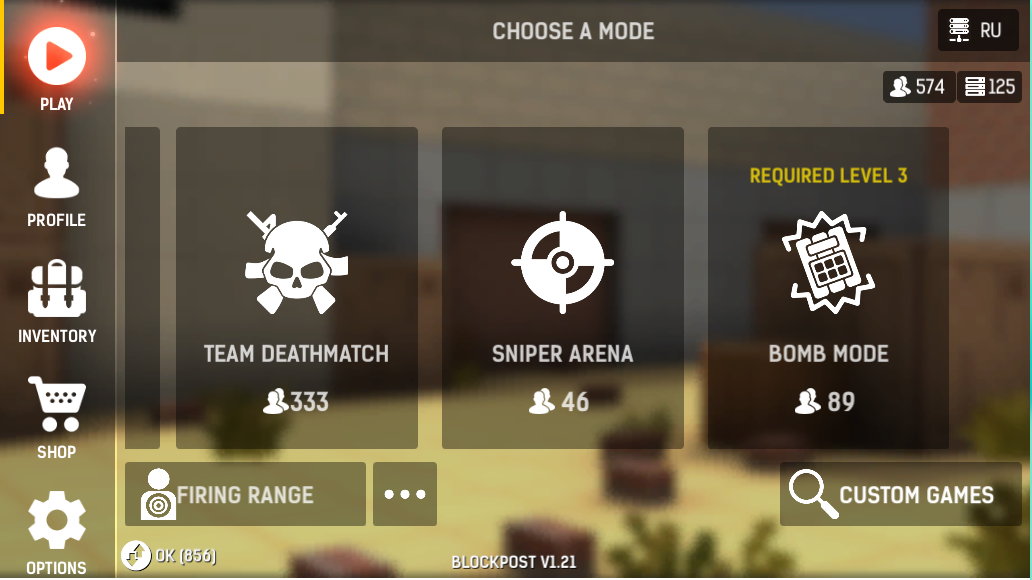 CHOOSE A MODE
RU
574
125
PLAY
PROFILE
INVENTORY
SHOP
OPTIONS
TEAM DEATHMATCH
333
SNIPER ARENA
46
REQUIRED LEVEL 3
BOMB MODE
89
FIRING RANGE
CUSTOM GAMES
OK (856)
BLOCKPOST V1.21